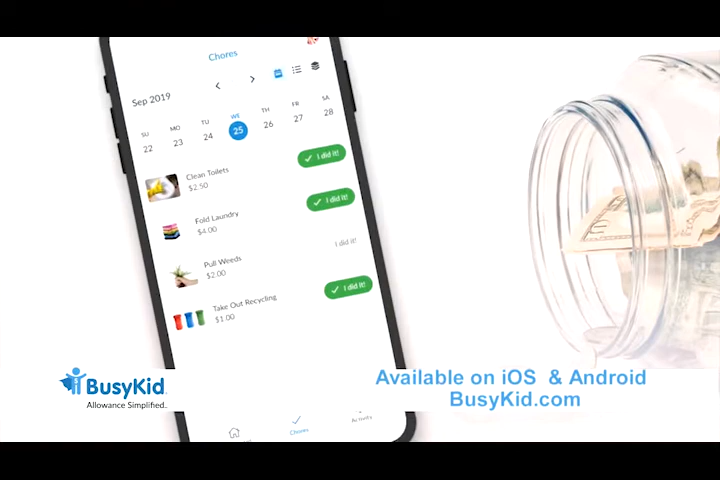 Chores
Sep 2019
SU MO TU WE TH FR SA
22 23 24 25 26 27 28
Clean Toilets
$2.50
I did it!
Fold Laundry
$4.00
I did it!
Pull Weeds
$2.00
I did it!
Take Out Recycling
$1.00
I did it!
Chores
Activity
BusyKid
Allowance Simplified.
Available on iOS & Android
BusyKid.com